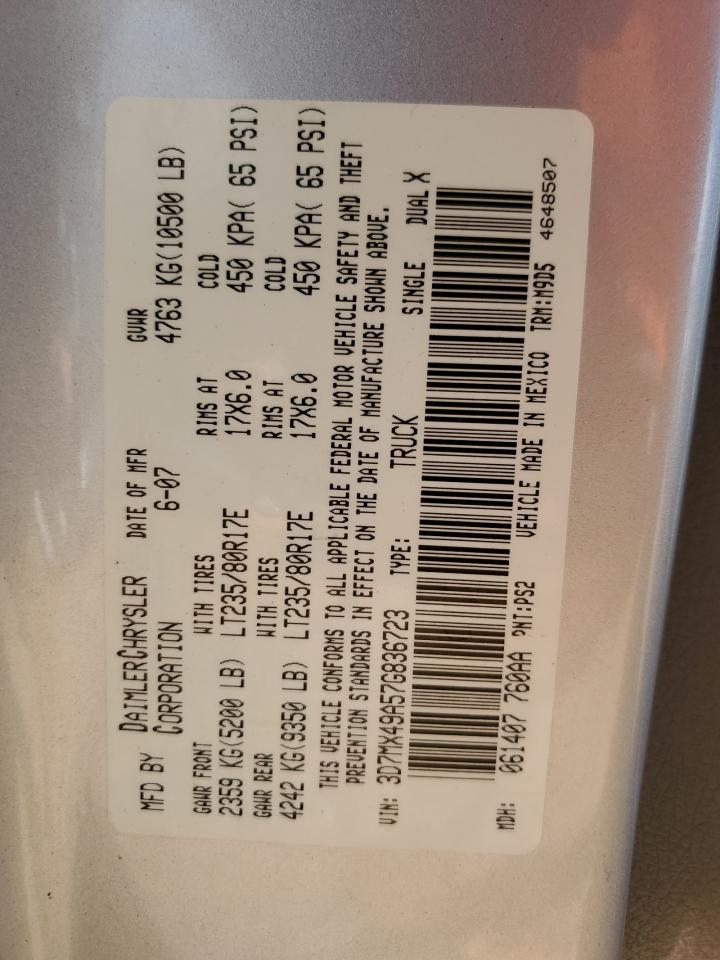 MFD BY DAIMLERCHRYSLER DATE OF MFR GVWR
CORPORATION 6-07 4763 KG(10500 LB)
GAWR FRONT WITH TIRES RIMS AT COLD
2359 KG(5200 LB) LT235/80R17E 17X6.0 450 KPA( 65 PSI)
GAWR REAR WITH TIRES RIMS AT COLD
4242 KG(9350 LB) LT235/80R17E 17X6.0 450 KPA( 65 PSI)
THIS VEHICLE CONFORMS TO ALL APPLICABLE FEDERAL MOTOR VEHICLE SAFETY AND THEFT
PREVENTION STANDARDS IN EFFECT ON THE DATE OF MANUFACTURE SHOWN ABOVE.
VIN: 3D7MX49A57G836723 TYPE: TRUCK SINGLE DUAL X
MDH: 061407 760AA PNT:PS2 VEHICLE MADE IN MEXICO TRM:M9D5 4648507